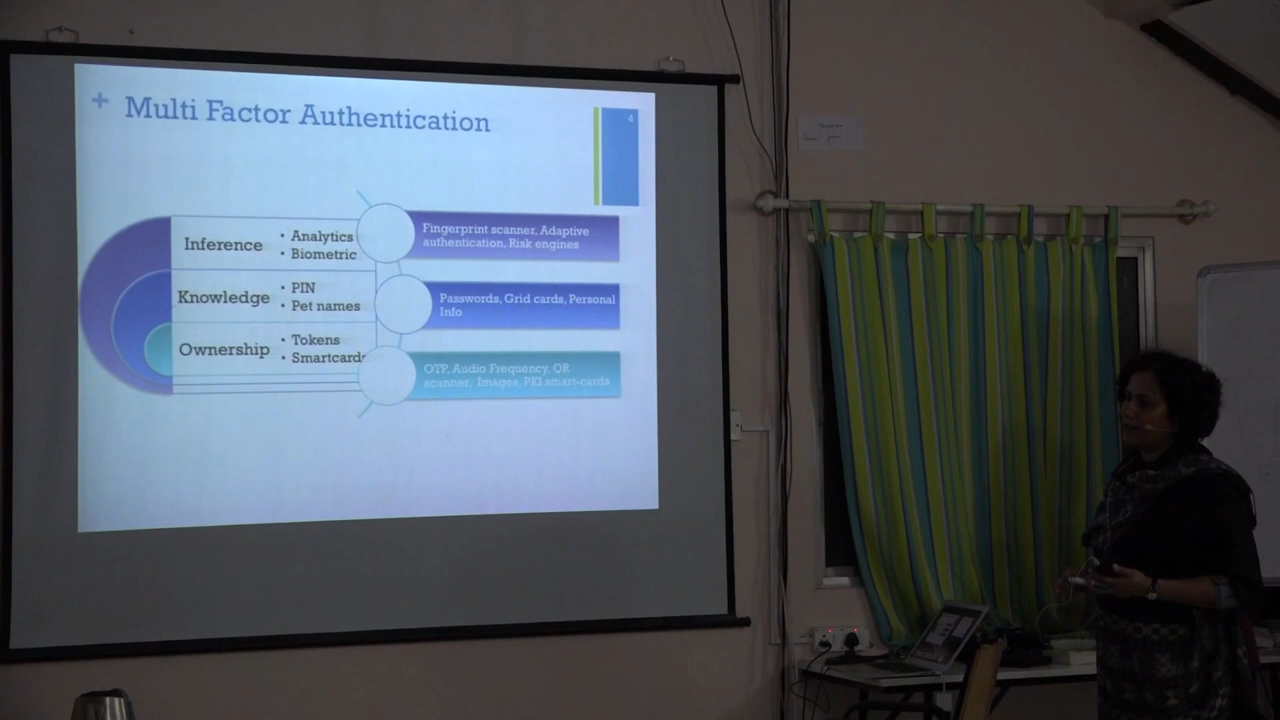 + Multi Factor Authentication
4
Inference
• Analytics
• Biometric
Fingerprint scanner, Adaptive
authentication, Risk engines
Knowledge
• PIN
• Pet names
Passwords, Grid cards, Personal
Info
Ownership
• Tokens
• Smartcards
OTP, Audio Frequency, QR
scanner, Images, PKI smart-cards